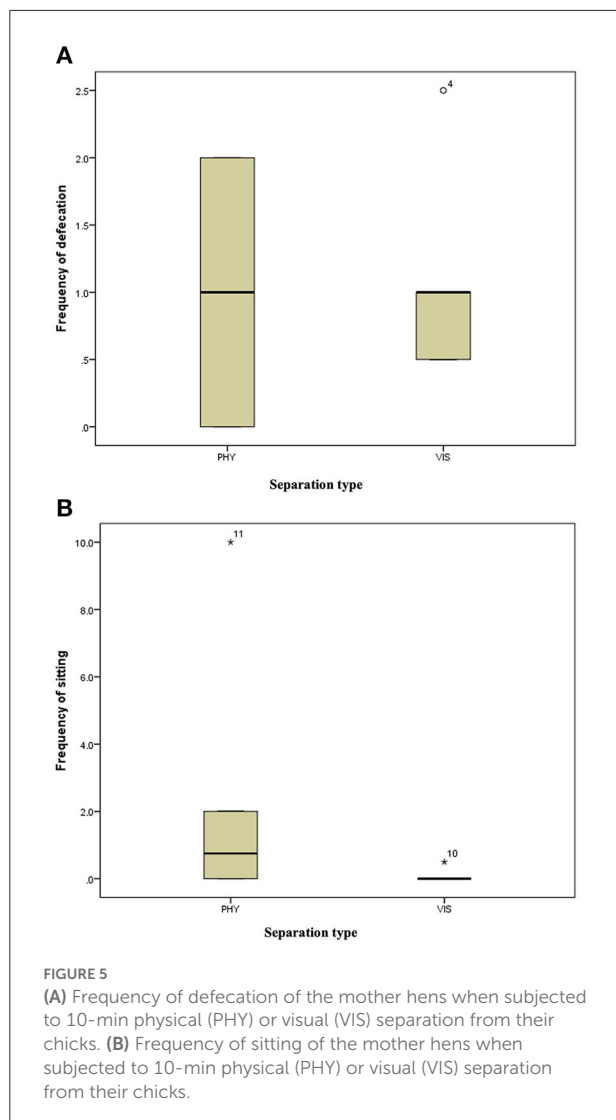 A
Frequency of defecation
2.5
2.0
1.5
1.0
.5
.0
4
PHY
VIS
Separation type
B
Frequency of sitting
10.0
8.0
6.0
4.0
2.0
.0
11
10
PHY
VIS
Separation type
FIGURE 5
(A) Frequency of defecation of the mother hens when subjected
to 10-min physical (PHY) or visual (VIS) separation from their
chicks. (B) Frequency of sitting of the mother hens when
subjected to 10-min physical (PHY) or visual (VIS) separation
from their chicks.